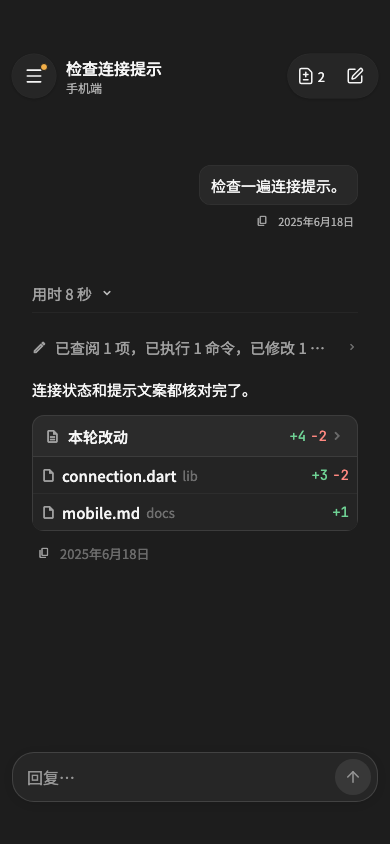 检查连接提示
手机端
2
检查一遍连接提示。
2025年6月18日
用时 8 秒
已查阅 1 项，已执行 1 命令，已修改 1 …
连接状态和提示文案都核对完了。
本轮改动 +4 -2
connection.dart lib +3 -2
mobile.md docs +1
2025年6月18日
回复…